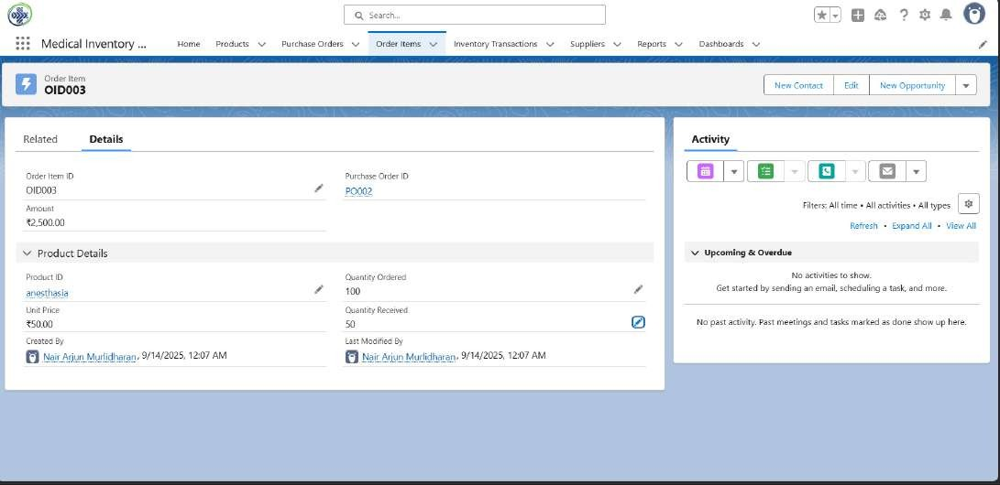 Search...
Medical Inventory ...
Home Products Purchase Orders Order Items Inventory Transactions Suppliers Reports Dashboards
Order Item
OID003
New Contact Edit New Opportunity
Related Details
Order Item ID
OID003
Purchase Order ID
PO002
Amount
₹2,500.00
Product Details
Product ID
anesthasia
Quantity Ordered
100
Unit Price
₹50.00
Quantity Received
50
Created By
Nair Arjun Murlidharan, 9/14/2025, 12:07 AM
Last Modified By
Nair Arjun Murlidharan, 9/14/2025, 12:07 AM
Activity
Filters: All time • All activities • All types
Refresh • Expand All • View All
Upcoming & Overdue
No activities to show.
Get started by sending an email, scheduling a task, and more.
No past activity. Past meetings and tasks marked as done show up here.